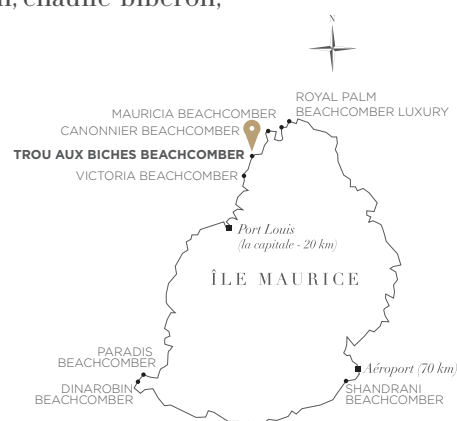 chauffe-biberon,
N
ROYAL PALM
BEACHCOMBER LUXURY
MAURICIA BEACHCOMBER
CANONNIER BEACHCOMBER
TROU AUX BICHES BEACHCOMBER
VICTORIA BEACHCOMBER
Port Louis
(la capitale - 20 km)
ÎLE MAURICE
PARADIS
BEACHCOMBER
DINAROBIN
BEACHCOMBER
Aéroport (70 km)
SHANDRANI
BEACHCOMBER